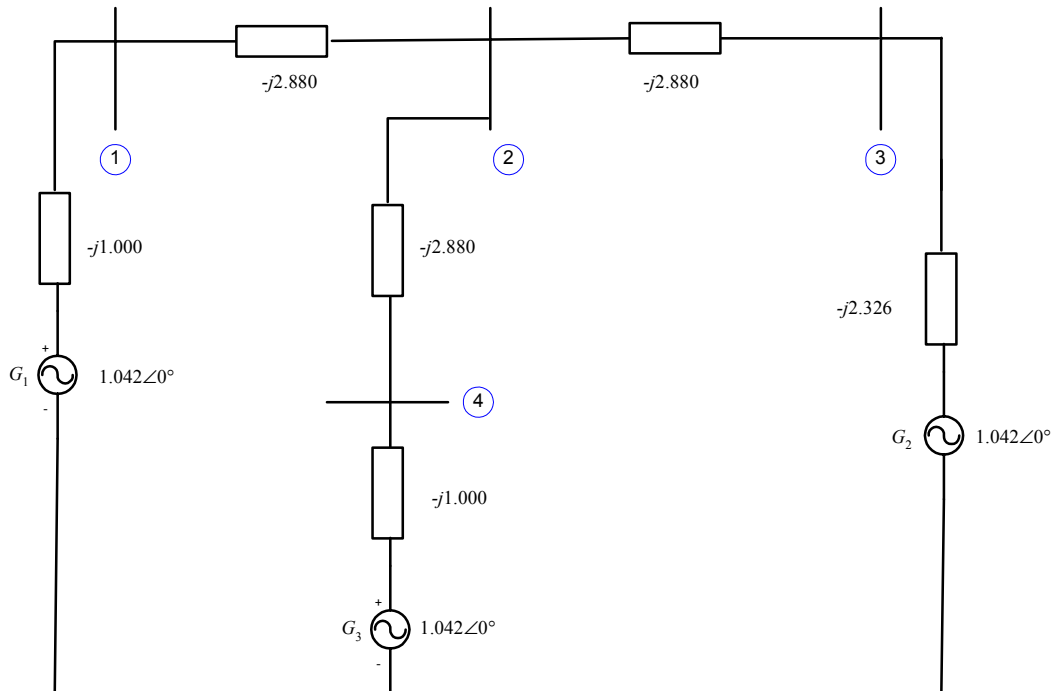 -j2.880
-j2.880
1
2
3
-j1.000
-j2.880
-j2.326
+
G1 1.042∠0°
-
4
G2 1.042∠0°
-j1.000
+
G3 1.042∠0°
-